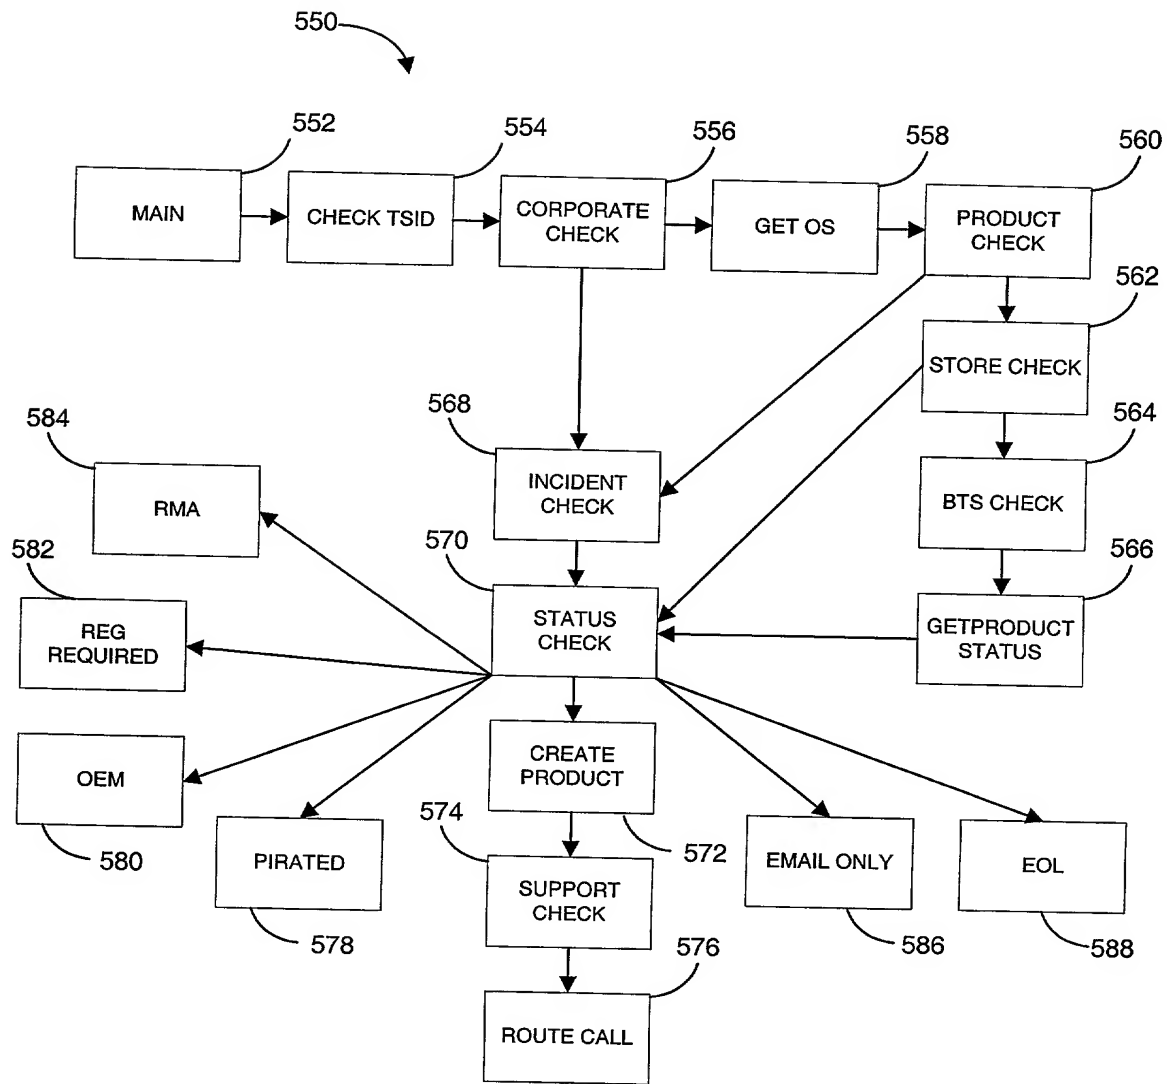 550
552
554
556
558
560
MAIN
CHECK TSID
CORPORATE
CHECK
GET OS
PRODUCT
CHECK
562
STORE CHECK
584
568
564
RMA
INCIDENT
CHECK
BTS CHECK
582
570
566
REG
REQUIRED
STATUS
CHECK
GETPRODUCT
STATUS
OEM
CREATE
PRODUCT
580
574
572
PIRATED
SUPPORT
CHECK
EMAIL ONLY
EOL
578
586
588
576
ROUTE CALL